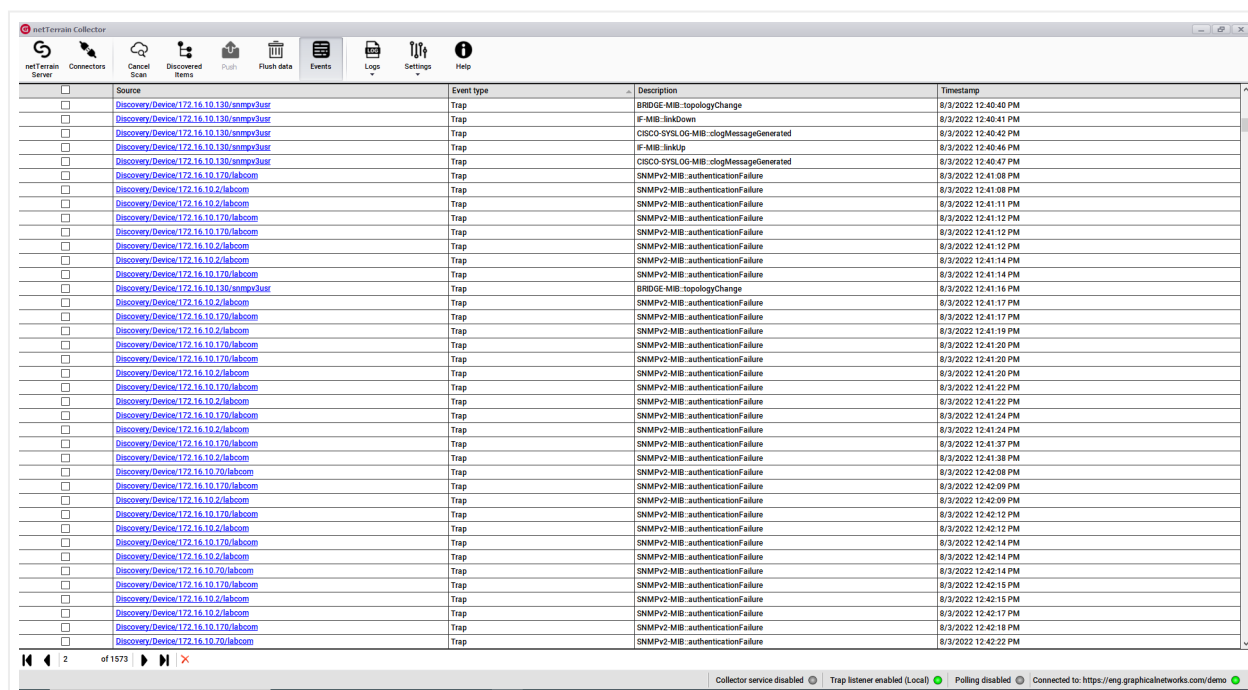 netTerrain Collector
netTerrain Server
Connectors
Cancel Scan
Discovered Items
Push
Flush data
Events
LOG
Logs
Settings
Help
Source Event type Description Timestamp
Discovery/Device/172.16.10.130/snmpv3usr Trap BRIDGE-MIB::topologyChange 8/3/2022 12:40:40 PM
Discovery/Device/172.16.10.130/snmpv3usr Trap IF-MIB::linkDown 8/3/2022 12:40:41 PM
Discovery/Device/172.16.10.130/snmpv3usr Trap CISCO-SYSLOG-MIB::clogMessageGenerated 8/3/2022 12:40:42 PM
Discovery/Device/172.16.10.130/snmpv3usr Trap IF-MIB::linkUp 8/3/2022 12:40:46 PM
Discovery/Device/172.16.10.130/snmpv3usr Trap CISCO-SYSLOG-MIB::clogMessageGenerated 8/3/2022 12:40:47 PM
Discovery/Device/172.16.10.170/labcom Trap SNMPv2-MIB::authenticationFailure 8/3/2022 12:41:08 PM
Discovery/Device/172.16.10.2/labcom Trap SNMPv2-MIB::authenticationFailure 8/3/2022 12:41:08 PM
Discovery/Device/172.16.10.2/labcom Trap SNMPv2-MIB::authenticationFailure 8/3/2022 12:41:11 PM
Discovery/Device/172.16.10.170/labcom Trap SNMPv2-MIB::authenticationFailure 8/3/2022 12:41:12 PM
Discovery/Device/172.16.10.170/labcom Trap SNMPv2-MIB::authenticationFailure 8/3/2022 12:41:12 PM
Discovery/Device/172.16.10.2/labcom Trap SNMPv2-MIB::authenticationFailure 8/3/2022 12:41:12 PM
Discovery/Device/172.16.10.2/labcom Trap SNMPv2-MIB::authenticationFailure 8/3/2022 12:41:14 PM
Discovery/Device/172.16.10.170/labcom Trap SNMPv2-MIB::authenticationFailure 8/3/2022 12:41:14 PM
Discovery/Device/172.16.10.130/snmpv3usr Trap BRIDGE-MIB::topologyChange 8/3/2022 12:41:16 PM
Discovery/Device/172.16.10.2/labcom Trap SNMPv2-MIB::authenticationFailure 8/3/2022 12:41:17 PM
Discovery/Device/172.16.10.170/labcom Trap SNMPv2-MIB::authenticationFailure 8/3/2022 12:41:17 PM
Discovery/Device/172.16.10.2/labcom Trap SNMPv2-MIB::authenticationFailure 8/3/2022 12:41:19 PM
Discovery/Device/172.16.10.170/labcom Trap SNMPv2-MIB::authenticationFailure 8/3/2022 12:41:20 PM
Discovery/Device/172.16.10.170/labcom Trap SNMPv2-MIB::authenticationFailure 8/3/2022 12:41:20 PM
Discovery/Device/172.16.10.2/labcom Trap SNMPv2-MIB::authenticationFailure 8/3/2022 12:41:20 PM
Discovery/Device/172.16.10.170/labcom Trap SNMPv2-MIB::authenticationFailure 8/3/2022 12:41:22 PM
Discovery/Device/172.16.10.2/labcom Trap SNMPv2-MIB::authenticationFailure 8/3/2022 12:41:22 PM
Discovery/Device/172.16.10.170/labcom Trap SNMPv2-MIB::authenticationFailure 8/3/2022 12:41:24 PM
Discovery/Device/172.16.10.2/labcom Trap SNMPv2-MIB::authenticationFailure 8/3/2022 12:41:24 PM
Discovery/Device/172.16.10.170/labcom Trap SNMPv2-MIB::authenticationFailure 8/3/2022 12:41:37 PM
Discovery/Device/172.16.10.2/labcom Trap SNMPv2-MIB::authenticationFailure 8/3/2022 12:41:38 PM
Discovery/Device/172.16.10.70/labcom Trap SNMPv2-MIB::authenticationFailure 8/3/2022 12:42:08 PM
Discovery/Device/172.16.10.170/labcom Trap SNMPv2-MIB::authenticationFailure 8/3/2022 12:42:09 PM
Discovery/Device/172.16.10.2/labcom Trap SNMPv2-MIB::authenticationFailure 8/3/2022 12:42:09 PM
Discovery/Device/172.16.10.170/labcom Trap SNMPv2-MIB::authenticationFailure 8/3/2022 12:42:12 PM
Discovery/Device/172.16.10.2/labcom Trap SNMPv2-MIB::authenticationFailure 8/3/2022 12:42:12 PM
Discovery/Device/172.16.10.170/labcom Trap SNMPv2-MIB::authenticationFailure 8/3/2022 12:42:14 PM
Discovery/Device/172.16.10.2/labcom Trap SNMPv2-MIB::authenticationFailure 8/3/2022 12:42:14 PM
Discovery/Device/172.16.10.70/labcom Trap SNMPv2-MIB::authenticationFailure 8/3/2022 12:42:14 PM
Discovery/Device/172.16.10.170/labcom Trap SNMPv2-MIB::authenticationFailure 8/3/2022 12:42:15 PM
Discovery/Device/172.16.10.2/labcom Trap SNMPv2-MIB::authenticationFailure 8/3/2022 12:42:15 PM
Discovery/Device/172.16.10.2/labcom Trap SNMPv2-MIB::authenticationFailure 8/3/2022 12:42:17 PM
Discovery/Device/172.16.10.170/labcom Trap SNMPv2-MIB::authenticationFailure 8/3/2022 12:42:18 PM
Discovery/Device/172.16.10.70/labcom Trap SNMPv2-MIB::authenticationFailure 8/3/2022 12:42:22 PM
2 of 1573
Collector service disabled Trap listener enabled (Local) Polling disabled Connected to: https://eng.graphicalnetworks.com/demo